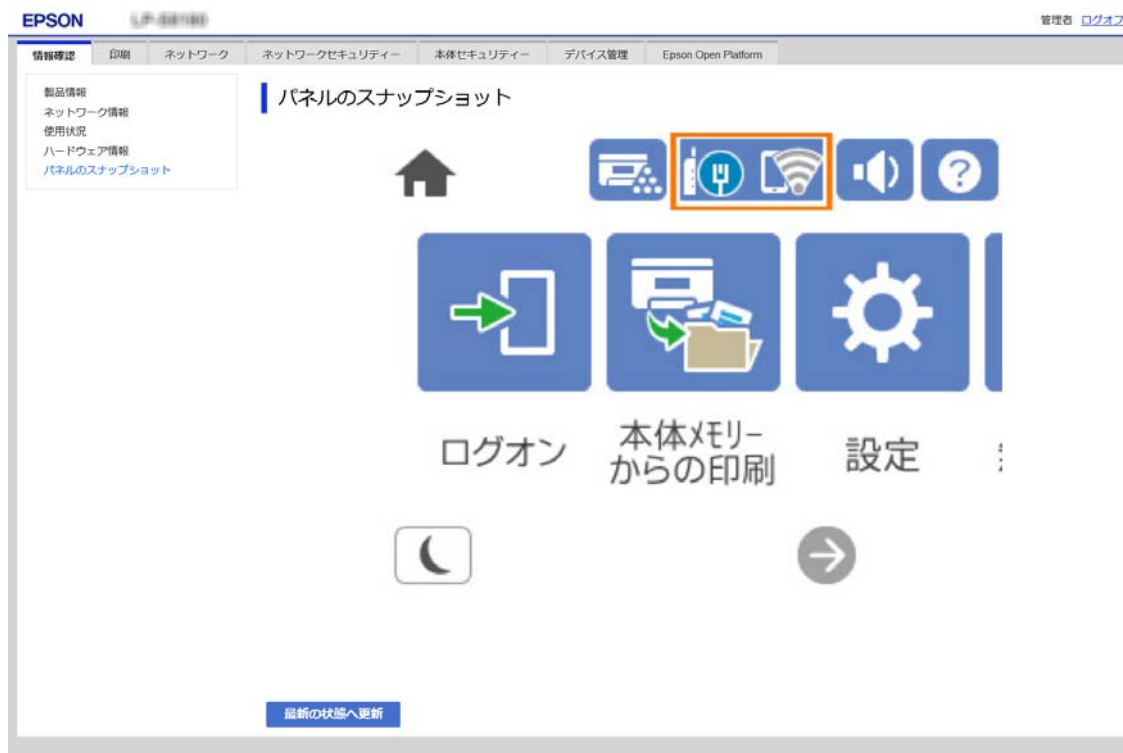 EPSON
管理者 ログオフ
情報確認 印刷 ネットワーク ネットワークセキュリティー 本体セキュリティー デバイス管理 Epson Open Platform
製品情報
ネットワーク情報
使用状況
ハードウェア情報
パネルのスナップショット
パネルのスナップショット
?
ログオン
本体メモリー
からの印刷
設定
最新の状態へ更新